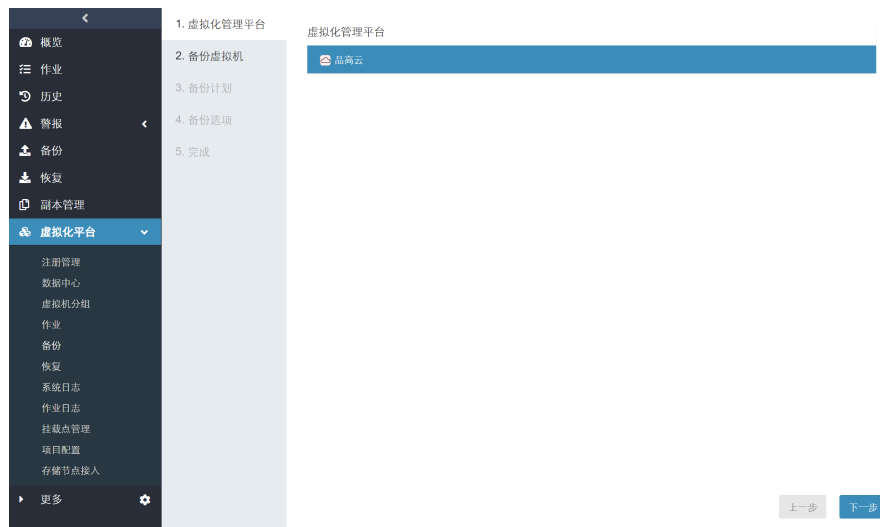 概览
作业
历史
警报
备份
恢复
副本管理
虚拟化平台
注册管理
数据中心
虚拟机分组
作业
备份
恢复
系统日志
作业日志
挂载点管理
项目配置
存储节点接入
更多
1. 虚拟化管理平台
2. 备份虚拟机
3. 备份计划
4. 备份选项
5. 完成
虚拟化管理平台
品高云
上一步
下一步